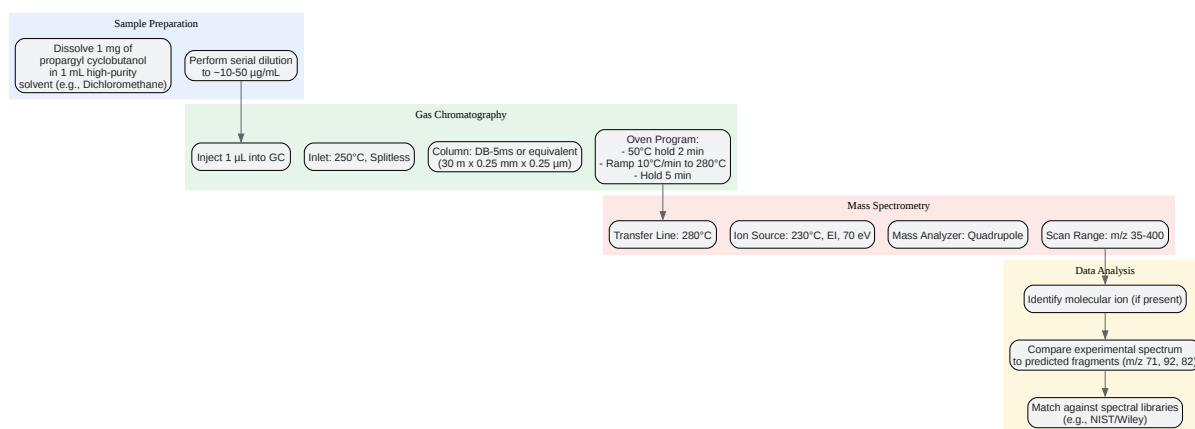 Sample Preparation
Dissolve 1 mg of
propargyl cyclobutanol
in 1 mL high-purity
solvent (e.g., Dichloromethane)
Perform serial dilution
to ~10-50 µg/mL
Gas Chromatography
Inject 1 µL into GC
Inlet: 250°C, Splitless
Column: DB-5ms or equivalent
(30 m x 0.25 mm x 0.25 µm)
Oven Program:
- 50°C hold 2 min
- Ramp 10°C/min to 280°C
- Hold 5 min
Mass Spectrometry
Transfer Line: 280°C
Ion Source: 230°C, EI, 70 eV
Mass Analyzer: Quadrupole
Scan Range: m/z 35-400
Data Analysis
Identify molecular ion (if present)
Compare experimental spectrum
to predicted fragments (m/z 71, 92, 82)
Match against spectral libraries
(e.g., NIST/Wiley)